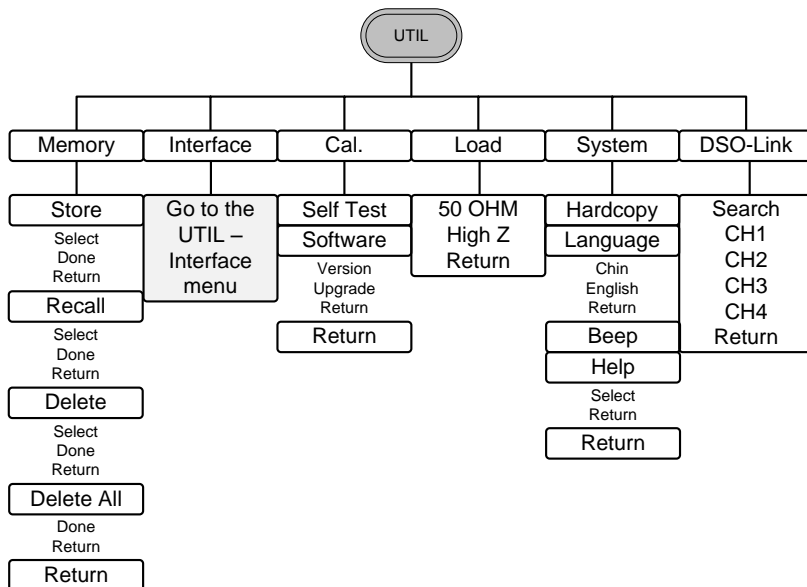 UTIL
Memory
Interface
Cal.
Load
System
DSO-Link
Store
Select
Done
Return
Recall
Select
Done
Return
Delete
Select
Done
Return
Delete All
Done
Return
Return
Go to the
UTIL –
Interface
menu
Self Test
Software
Version
Upgrade
Return
Return
50 OHM
High Z
Return
Hardcopy
Language
Chin
English
Return
Beep
Help
Select
Return
Return
Search
CH1
CH2
CH3
CH4
Return